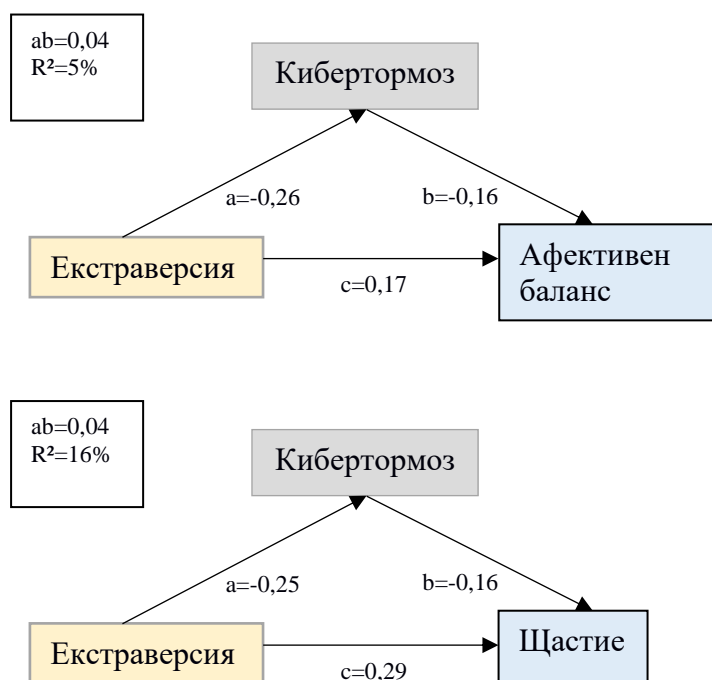 ab=0,04
R²=5%
Кибертормоз
a=-0,26
b=-0,16
Екстраверсия
Афективен
баланс
c=0,17
ab=0,04
R²=16%
Кибертормоз
a=-0,25
b=-0,16
Екстраверсия
Щастие
c=0,29